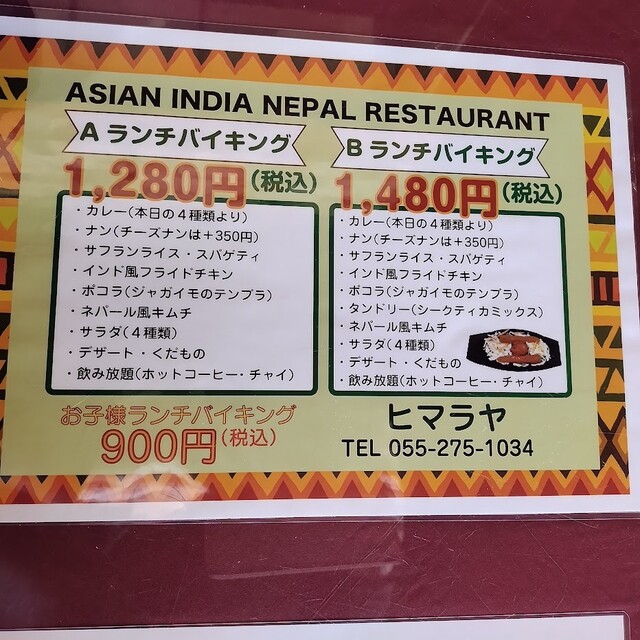 ASIAN INDIA NEPAL RESTAURANT
A ランチバイキング
1,280円(税込)
・カレー(本日の4種類より)
・ナン(チーズナンは+350円)
・サフランライス・スパゲティ
・インド風フライドチキン
・ポコラ(ジャガイモのテンプラ)
・ネパール風キムチ
・サラダ(4種類)
・デザート・くだもの
・飲み放題(ホットコーヒー・チャイ)
お子様ランチバイキング
900円(税込)
B ランチバイキング
1,480円(税込)
・カレー(本日の4種類より)
・ナン(チーズナンは+350円)
・サフランライス・スパゲティ
・インド風フライドチキン
・ポコラ(ジャガイモのテンプラ)
・タンドリー(シークティカミックス)
・ネパール風キムチ
・サラダ(4種類)
・デザート・くだもの
・飲み放題(ホットコーヒー・チャイ)
ヒマラヤ
TEL 055-275-1034